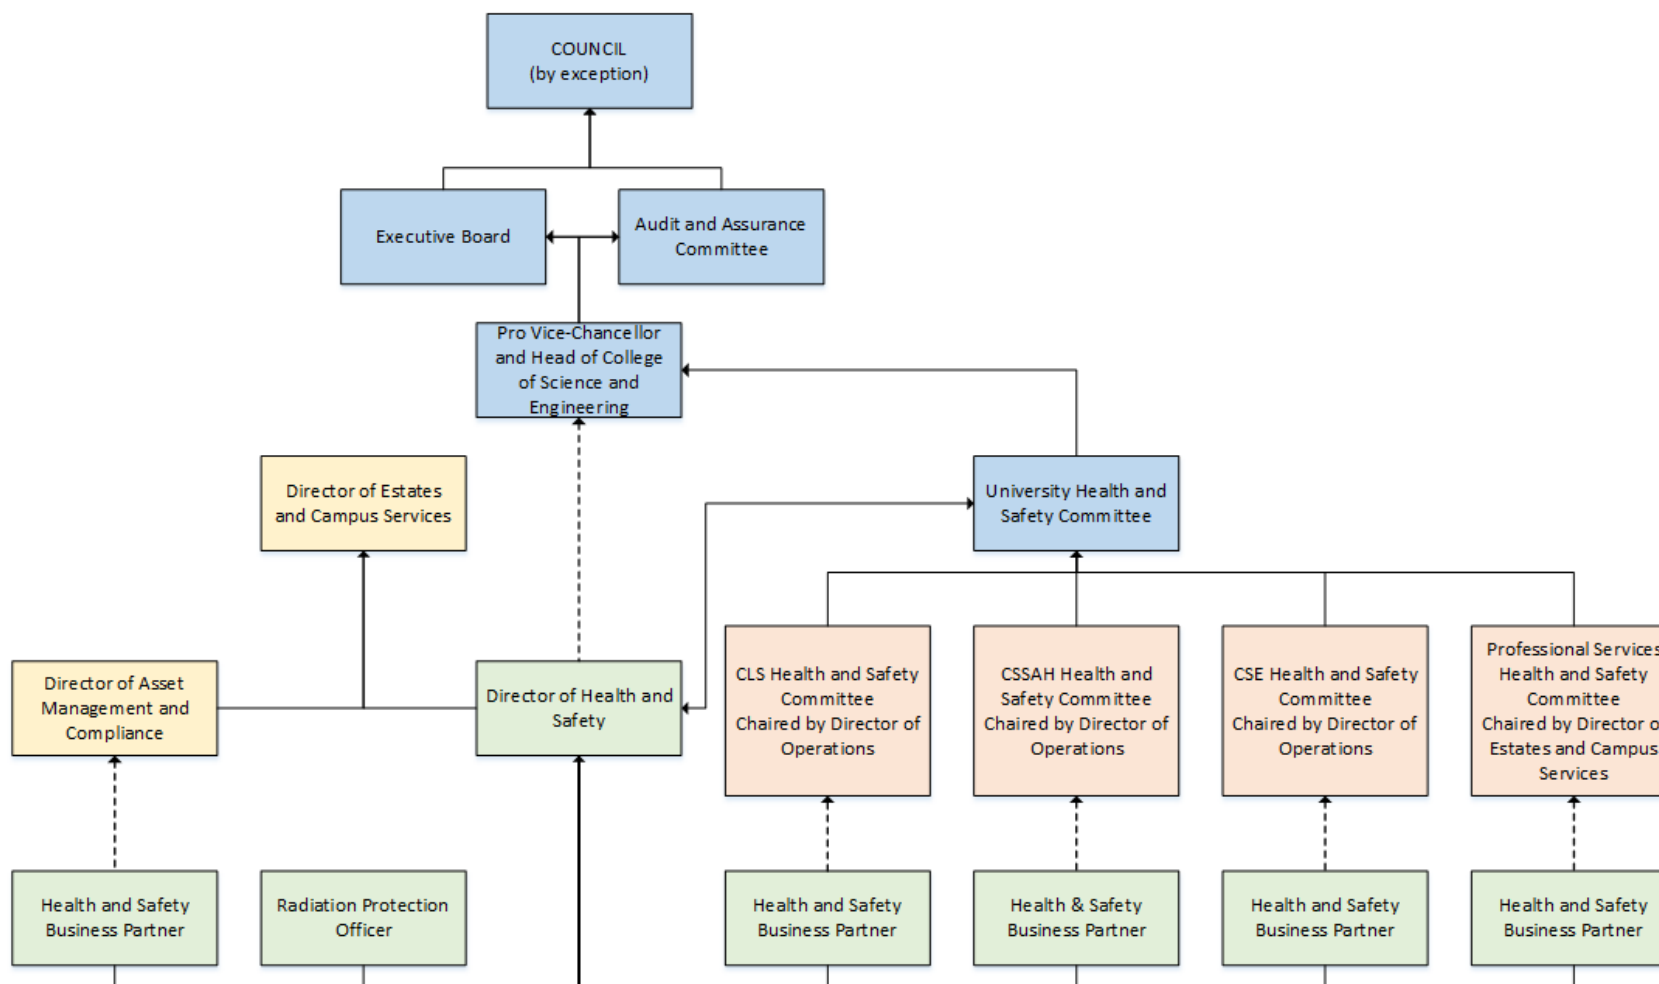 COUNCIL
(by exception)
Executive Board
Audit and Assurance
Committee
Pro Vice-Chancellor
and Head of College
of Science and
Engineering
Director of Estates
and Campus Services
University Health and
Safety Committee
Director of Asset
Management and
Compliance
Director of Health and
Safety
CLS Health and Safety
Committee
Chaired by Director of
Operations
CSSAH Health and
Safety Committee
Chaired by Director of
Operations
CSE Health and Safety
Committee
Chaired by Director of
Operations
Professional Services
Health and Safety
Committee
Chaired by Director o
Estates and Campus
Services
Health and Safety
Business Partner
Radiation Protection
Officer
Health and Safety
Business Partner
Health & Safety
Business Partner
Health and Safety
Business Partner
Health and Safety
Business Partner